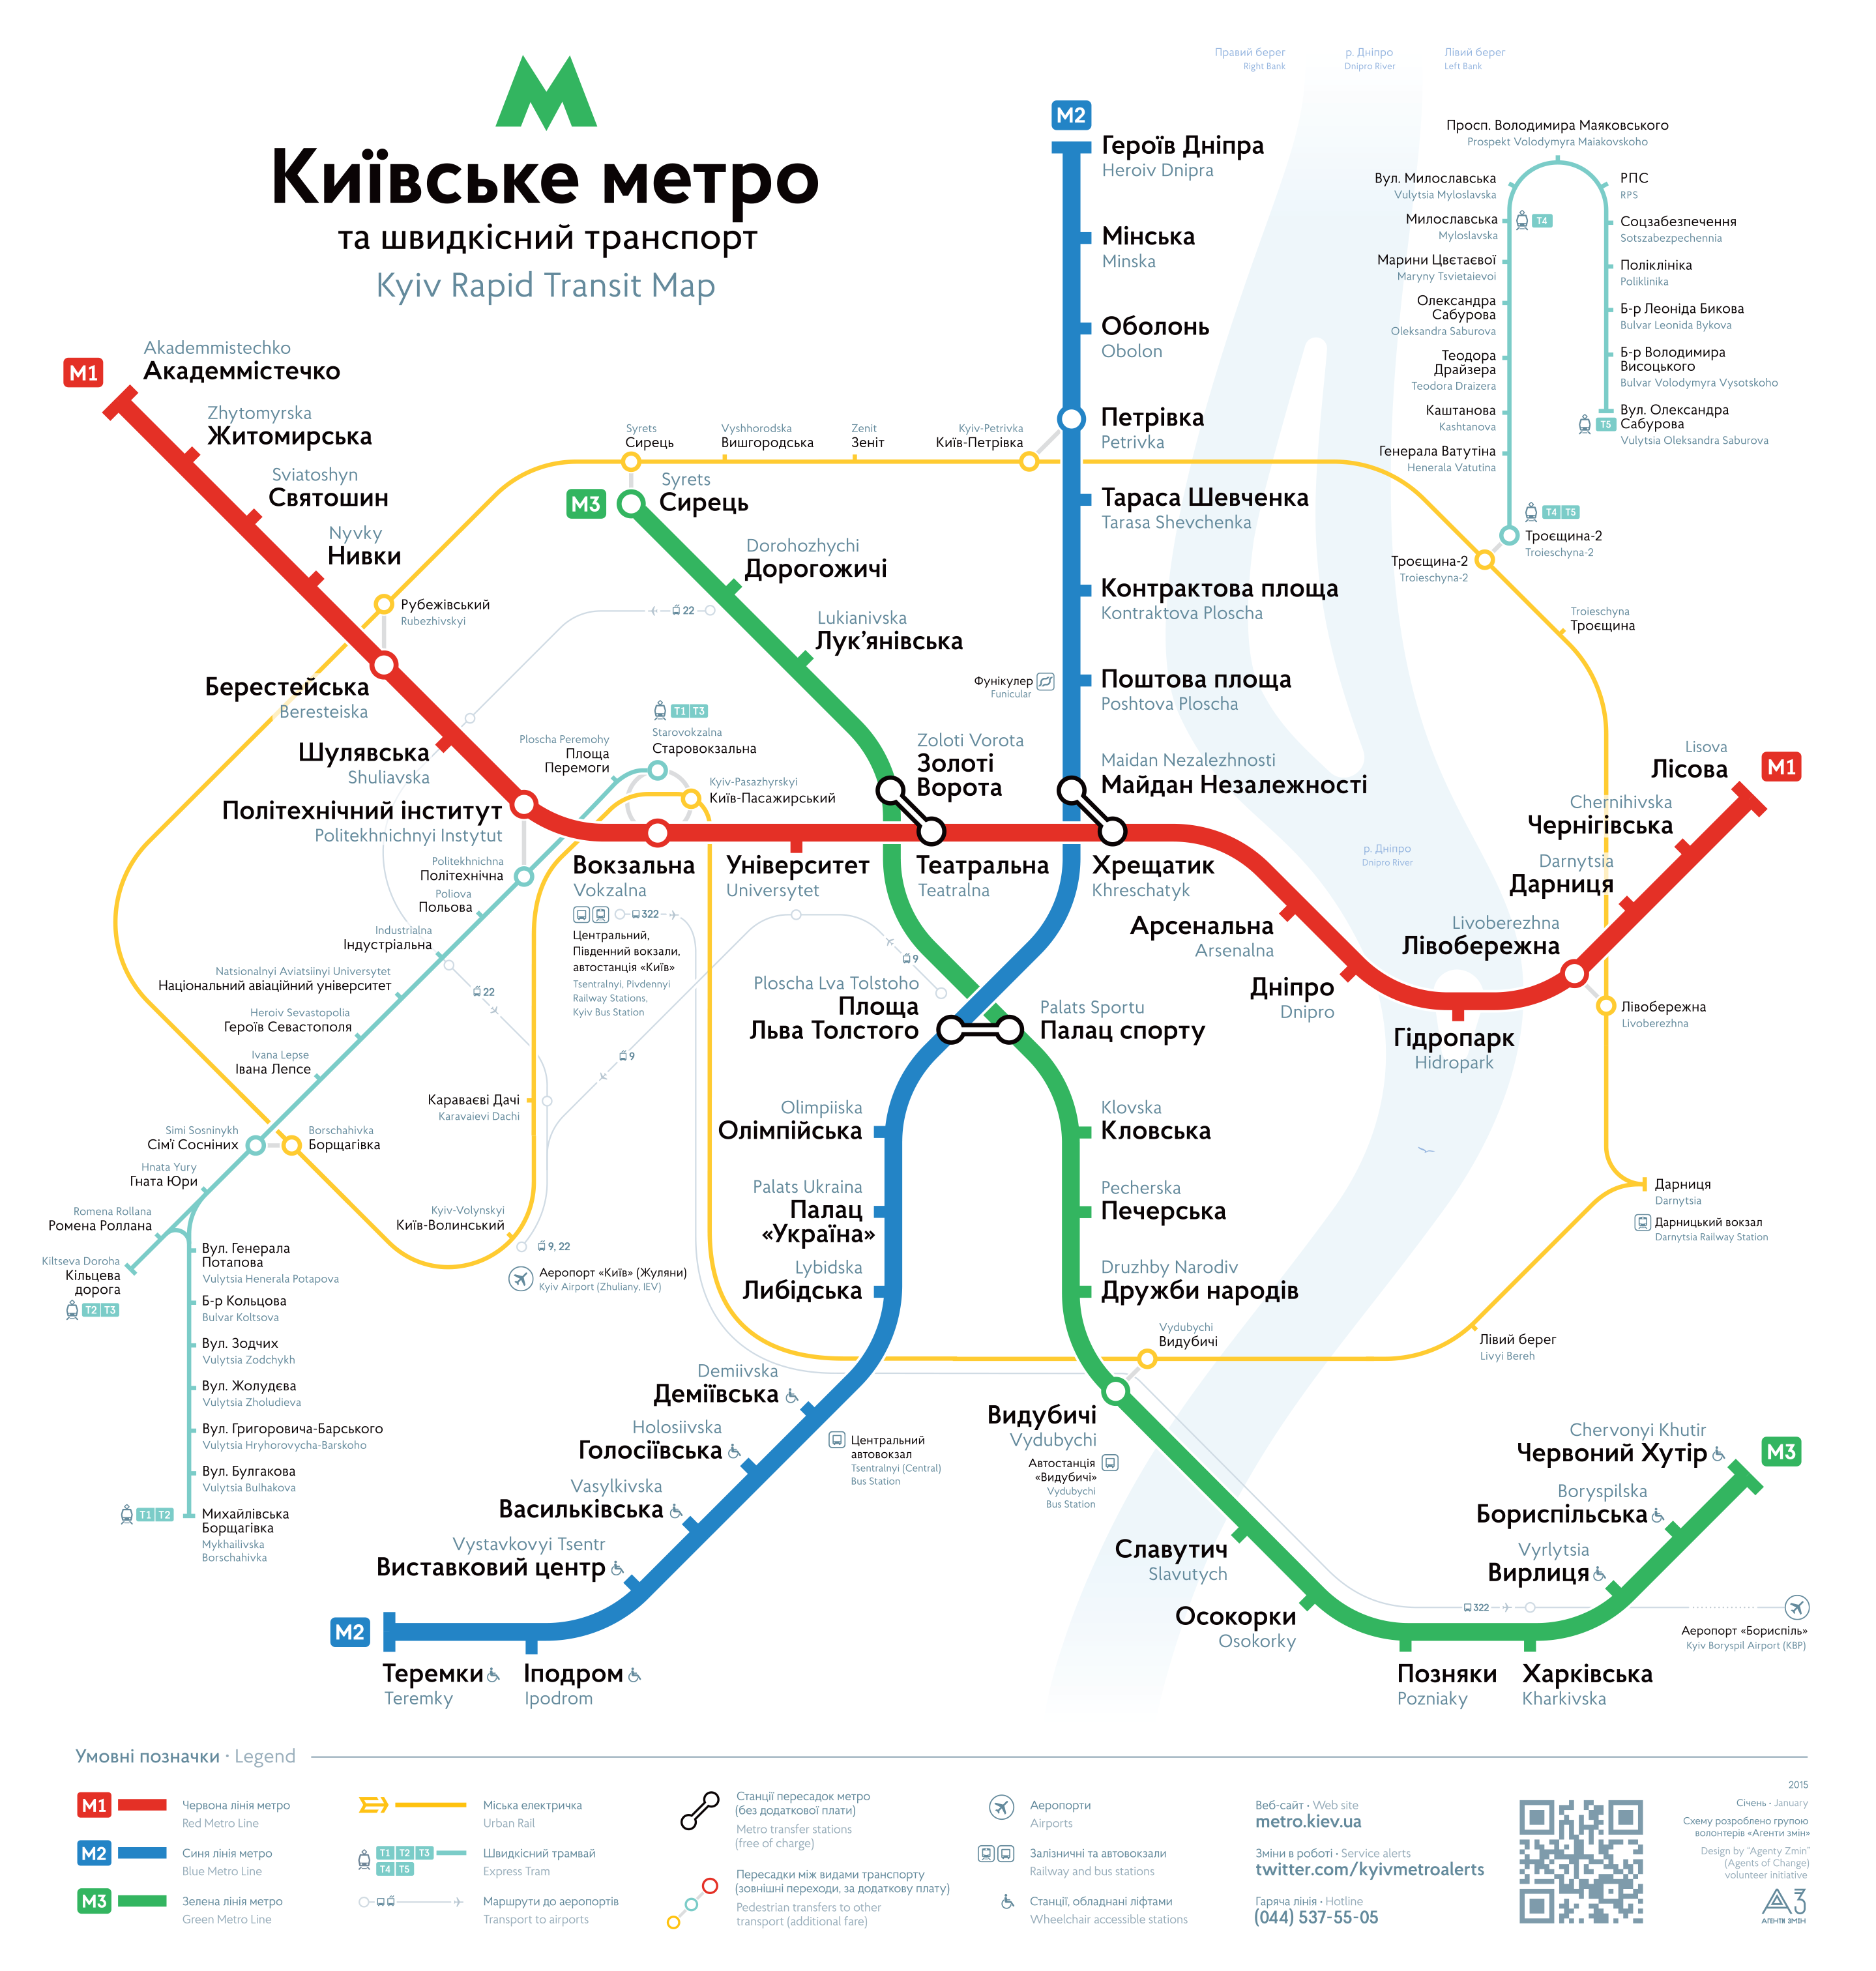 Правий берег
Right Bank
р. Дніпро
Dnipro River
Лівий берег
Left Bank
Київське метро
та швидкісний транспорт
Kyiv Rapid Transit Map
M2
Героїв Дніпра
Heroiv Dnipra
Мінська
Minska
Оболонь
Obolon
Петрівка
Petrivka
Тараса Шевченка
Tarasa Shevchenka
Контрактова площа
Kontraktova Ploscha
Фунікулер
Funicular
Поштова площа
Poshtova Ploscha
Maidan Nezalezhnosti
Майдан Незалежності
Просп. Володимира Маяковського
Prospekt Volodymyra Maiakovskoho
Вул. Милославська
Vulytsia Myloslavska
Милославська
Myloslavska
T4
Марини Цвєтаєвої
Maryny Tsvietaievoi
Олександра
Сабурова
Oleksandra Saburova
Теодора
Драйзера
Teodora Draizera
Каштанова
Kashtanova
Генерала Ватутіна
Henerala Vatutina
РПС
RPS
Соцзабезпечення
Sotszabezpechennia
Поліклініка
Poliklinika
Б-р Леоніда Бикова
Bulvar Leonida Bykova
Б-р Володимира
Висоцького
Bulvar Volodymyra Vysotskoho
Вул. Олександра
T5 Сабурова
Vulytsia Oleksandra Saburova
T4 T5
Троєщина-2
Troieschyna-2
Троєщина-2
Troieschyna-2
Troieschyna
Троєщина
M1
Akademmistechko
Академмістечко
Zhytomyrska
Житомирська
Sviatoshyn
Святошин
Nyvky
Нивки
Рубежівський
Rubezhivskyi
Берестейська
Beresteiska
Шулявська
Shuliavska
Політехнічний інститут
Politekhnichnyi Instytut
Syrets
Сирець
Vyshhorodska
Вишгородська
Zenit
Зеніт
Kyiv-Petrivka
Київ-Петрівка
M3
Syrets
Сирець
Dorohozhychi
Дорогожичі
22
Lukianivska
Лук’янівська
Zoloti Vorota
Золоті
Ворота
T1 T3
Starovokzalna
Старовокзальна
Ploscha Peremohy
Площа
Перемоги
Kyiv-Pasazhyrskyi
Київ-Пасажирський
Вокзальна
Vokzalna
322
Центральний,
Південний вокзали,
автостанція «Київ»
Tsentralnyi, Pivdennyi
Railway Stations,
Kyiv Bus Station
Університет
Universytet
Театральна
Teatralna
Хрещатик
Khreschatyk
Арсенальна
Arsenalna
Дніпро
Dnipro
р. Дніпро
Dnipro River
Гідропарк
Hidropark
Livoberezhna
Лівобережна
Darnytsia
Дарниця
Chernihivska
Чернігівська
Lisova
Лісова
M1
Лівобережна
Livoberezhna
Дарниця
Darnytsia
Дарницький вокзал
Darnytsia Railway Station
Лівий берег
Livyi Bereh
Politekhnichna
Політехнічна
Poliova
Польова
Industrialna
Індустріальна
Natsionalnyi Aviatsiinyi Universytet
Національний авіаційний університет
22
Heroiv Sevastopolia
Героїв Севастополя
Ivana Lepse
Івана Лепсе
Simi Sosninykh
Сім’ї Сосніних
Borschahivka
Борщагівка
Hnata Yury
Гната Юри
Romena Rollana
Ромена Роллана
Kiltseva Doroha
Кільцева
дорога
T2 T3
Вул. Генерала
Потапова
Vulytsia Henerala Potapova
Б-р Кольцова
Bulvar Koltsova
Вул. Зодчих
Vulytsia Zodchykh
Вул. Жолудєва
Vulytsia Zholudieva
Вул. Григоровича-Барського
Vulytsia Hryhorovycha-Barskoho
Вул. Булгакова
Vulytsia Bulhakova
T1 T2
Михайлівська
Борщагівка
Mykhailivska
Borschahivka
Караваєві Дачі
Karavaievi Dachi
Kyiv-Volynskyi
Київ-Волинський
9, 22
Аеропорт «Київ» (Жуляни)
Kyiv Airport (Zhuliany, IEV)
9
9
Ploscha Lva Tolstoho
Площа
Льва Толстого
Palats Sportu
Палац спорту
Olimpiiska
Олімпійська
Palats Ukraina
Палац
«Україна»
Lybidska
Либідська
Demiivska
Деміївська
Holosiivska
Голосіївська
Vasylkivska
Васильківська
Vystavkovyi Tsentr
Виставковий центр
M2
Теремки
Teremky
Іподром
Ipodrom
Центральний
автовокзал
Tsentralnyi (Central)
Bus Station
Klovska
Кловська
Pecherska
Печерська
Druzhby Narodiv
Дружби народів
Vydubychi
Видубичі
Видубичі
Vydubychi
Автостанція
«Видубичі»
Vydubychi
Bus Station
Славутич
Slavutych
Осокорки
Osokorky
Позняки
Pozniaky
Харківська
Kharkivska
Vyrlytsia
Вирлиця
Boryspilska
Бориспільська
Chervonyi Khutir
Червоний Хутір
M3
322
Аеропорт «Бориспіль»
Kyiv Boryspil Airport (KBP)
Умовні позначки · Legend
M1
Червона лінія метро
Red Metro Line
M2
Синя лінія метро
Blue Metro Line
M3
Зелена лінія метро
Green Metro Line
Міська електричка
Urban Rail
T1 T2 T3
T4 T5
Швидкісний трамвай
Express Tram
Маршрути до аеропортів
Transport to airports
Станції пересадок метро
(без додаткової плати)
Metro transfer stations
(free of charge)
Пересадки між видами транспорту
(зовнішні переходи, за додаткову плату)
Pedestrian transfers to other
transport (additional fare)
Аеропорти
Airports
Залізничні та автовокзали
Railway and bus stations
Станції, обладнані ліфтами
Wheelchair accessible stations
Веб-сайт · Web site
metro.kiev.ua
Зміни в роботі · Service alerts
twitter.com/kyivmetroalerts
Гаряча лінія · Hotline
(044) 537-55-05
2015
Січень · January
Схему розроблено групою
волонтерів «Агенти змін»
Design by “Agenty Zmin”
(Agents of Change)
volunteer initiative
АГЕНТИ ЗМІН